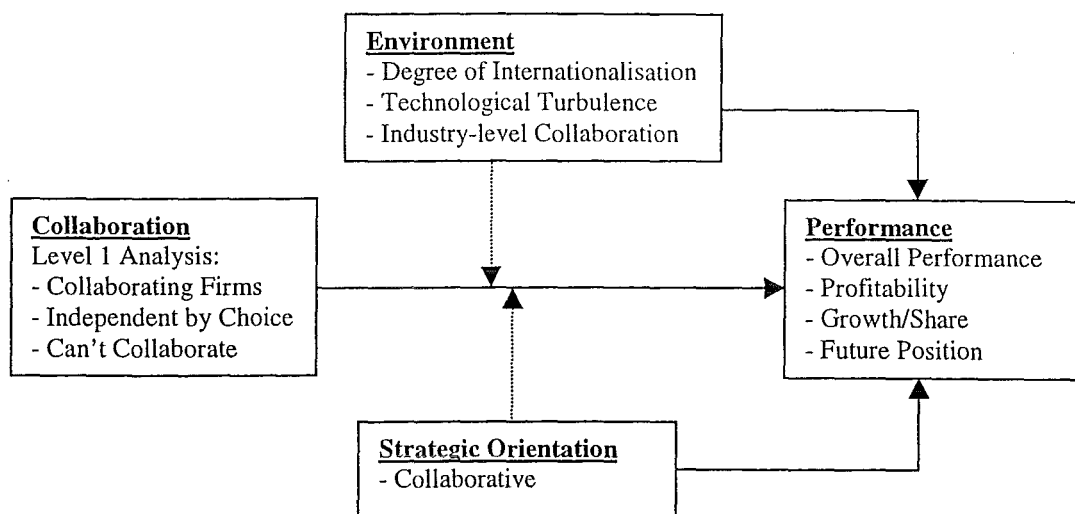 Environment
- Degree of Internationalisation
- Technological Turbulence
- Industry-level Collaboration
Collaboration
Level 1 Analysis:
- Collaborating Firms
- Independent by Choice
- Can't Collaborate
Performance
- Overall Performance
- Profitability
- Growth/Share
- Future Position
Strategic Orientation
- Collaborative